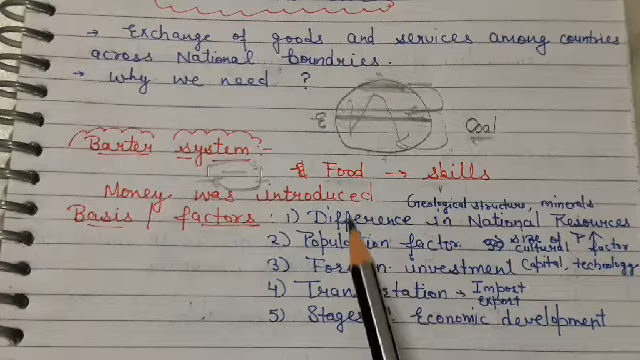 → Exchange of goods and services among countries
across National boundries.
→ Why we need ?
Coal
Barter system :-
Food → skills
Money was introduced
Geological structure, minerals
Basis / factors : 1) Difference in National Resources
2) Population factor size of P ↑
cultural factor
3) Foreign investment Capital, technology
4) Transportation → Import
export
5) Stages Economic development